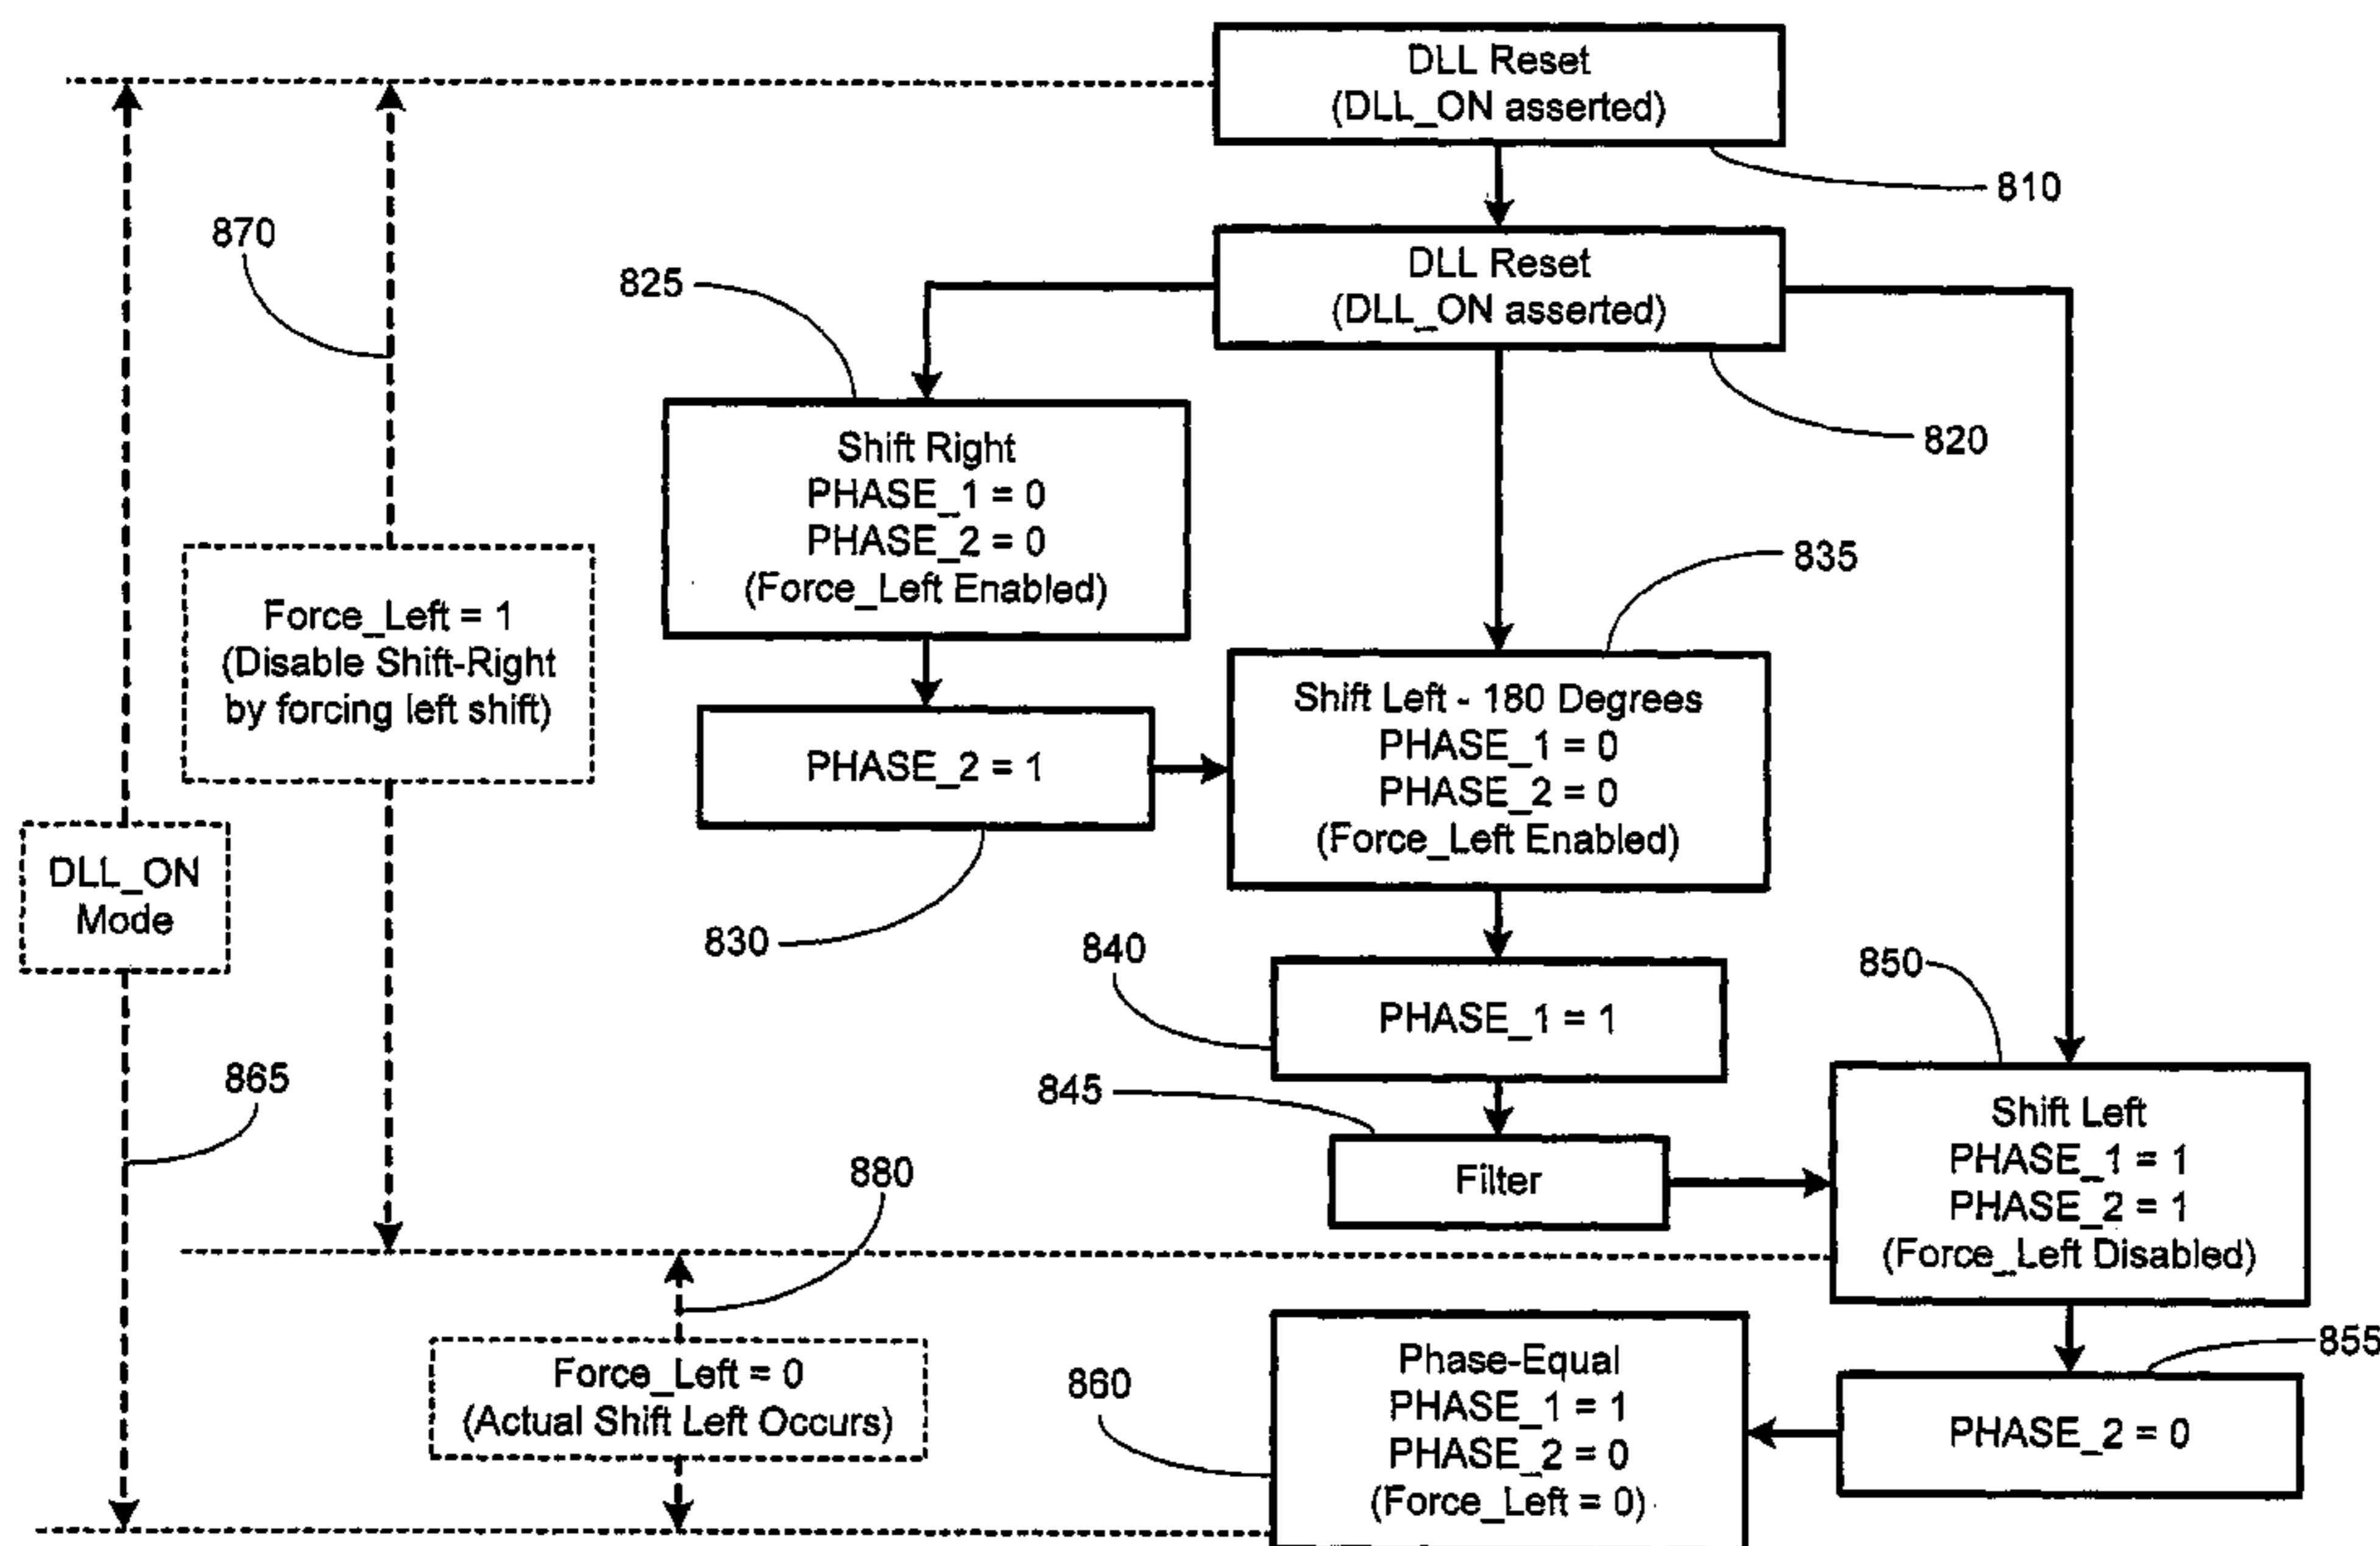 DLL Reset
(DLL_ON asserted)
810
870
DLL Reset
(DLL_ON asserted)
825
820
Shift Right
PHASE_1 = 0
PHASE_2 = 0
(Force_Left Enabled)
835
Force_Left = 1
(Disable Shift-Right
by forcing left shift)
Shift Left - 180 Degrees
PHASE_1 = 0
PHASE_2 = 0
(Force_Left Enabled)
PHASE_2 = 1
DLL_ON
Mode
830
840
850
PHASE_1 = 1
865
845
Shift Left
PHASE_1 = 1
PHASE_2 = 1
(Force_Left Disabled)
880
Filter
855
Force_Left = 0
(Actual Shift Left Occurs)
860
Phase-Equal
PHASE_1 = 1
PHASE_2 = 0
(Force_Left = 0)
PHASE_2 = 0